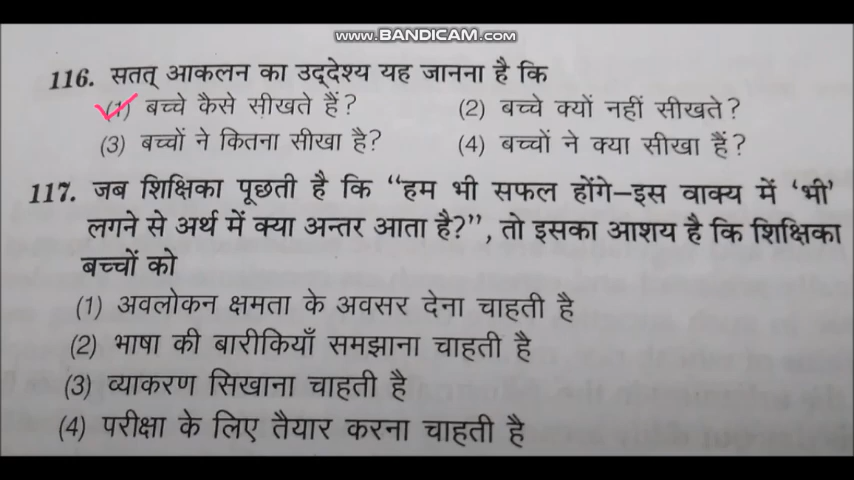 WWW.BANDICAM.COM
116. सतत् आकलन का उद्देश्य यह जानना है कि
(1) बच्चे कैसे सीखते हैं? (2) बच्चे क्यों नहीं सीखते?
(3) बच्चों ने कितना सीखा है? (4) बच्चों ने क्या सीखा हैं?
117. जब शिक्षिका पूछती है कि “हम भी सफल होंगे–इस वाक्य में ‘भी’
लगने से अर्थ में क्या अन्तर आता है?”, तो इसका आशय है कि शिक्षिका
बच्चों को
(1) अवलोकन क्षमता के अवसर देना चाहती है
(2) भाषा की बारीकियाँ समझाना चाहती है
(3) व्याकरण सिखाना चाहती है
(4) परीक्षा के लिए तैयार करना चाहती है